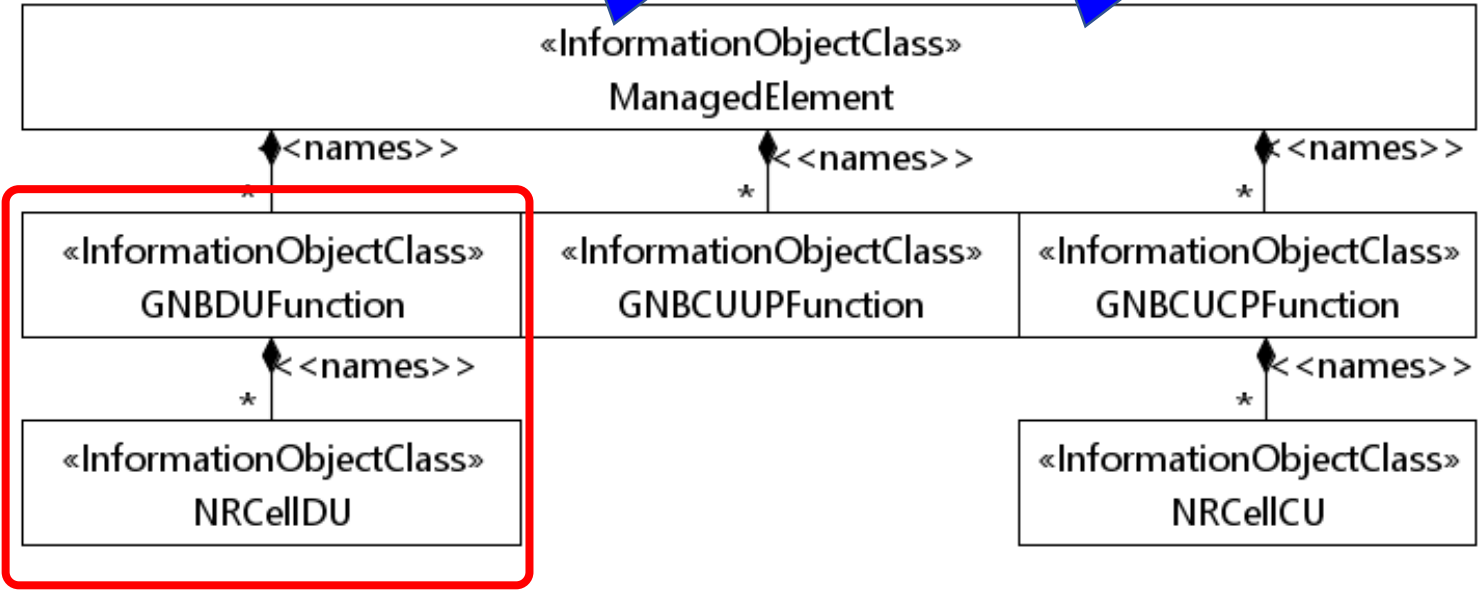 «InformationObjectClass»
ManagedElement
<names>>
<<names>>
<<names>>
*
*
*
«InformationObjectClass»
GNBDUFunction
«InformationObjectClass»
GNBCUUPFunction
«InformationObjectClass»
GNBCUCPFunction
<<names>>
<<names>>
*
*
«InformationObjectClass»
NRCellDU
«InformationObjectClass»
NRCellCU